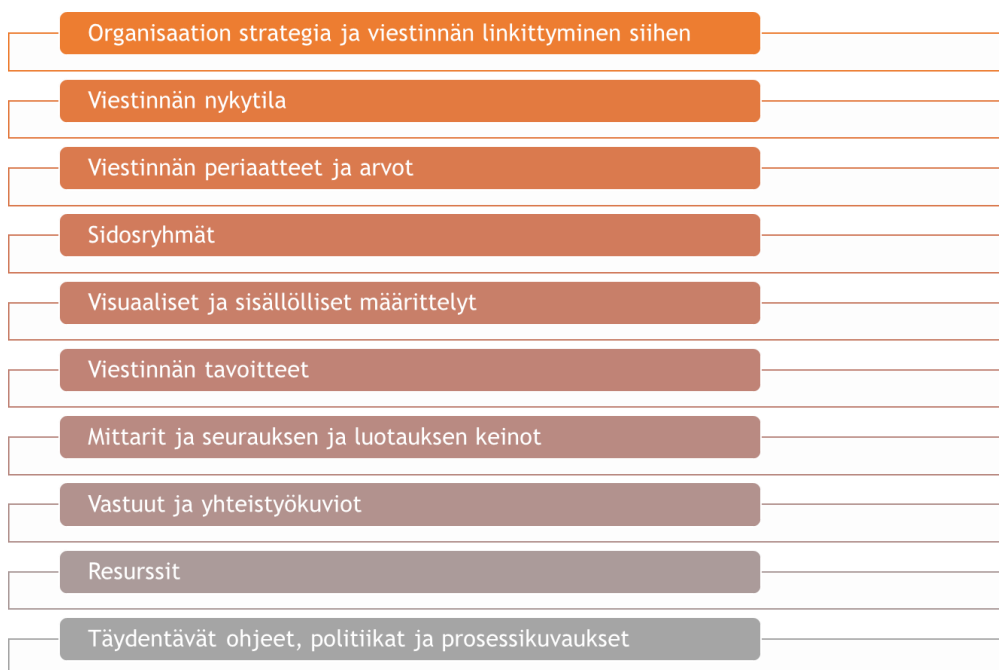 Organisaation strategia ja viestinnän linkittyminen siihen
Viestinnän nykytila
Viestinnän periaatteet ja arvot
Sidosryhmät
Visuaaliset ja sisällölliset määrittelyt
Viestinnän tavoitteet
Mittarit ja seurauksen ja luotauksen keinot
Vastuut ja yhteistyökuviot
Resurssit
Täydentävät ohjeet, politiikat ja prosessikuvaukset